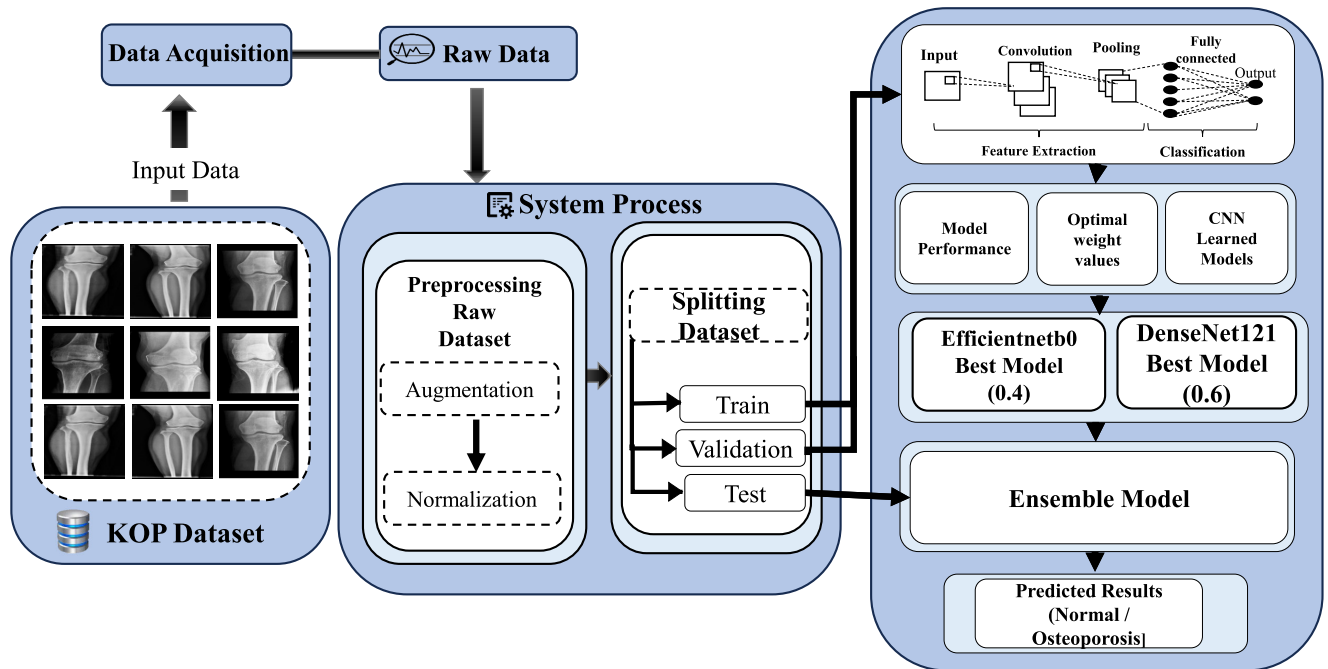 Data Acquisition
Raw Data
Input Data
KOP Dataset
System Process
Preprocessing
Raw
Dataset
Augmentation
Normalization
Splitting
Dataset
Train
Validation
Test
Input
Convolution
Pooling
Fully
connected
Output
Feature Extraction
Classification
Model
Performance
Optimal
weight
values
CNN
Learned
Models
Efficientnetb0
Best Model
(0.4)
DenseNet121
Best Model
(0.6)
Ensemble Model
Predicted Results
(Normal /
Osteoporosis]